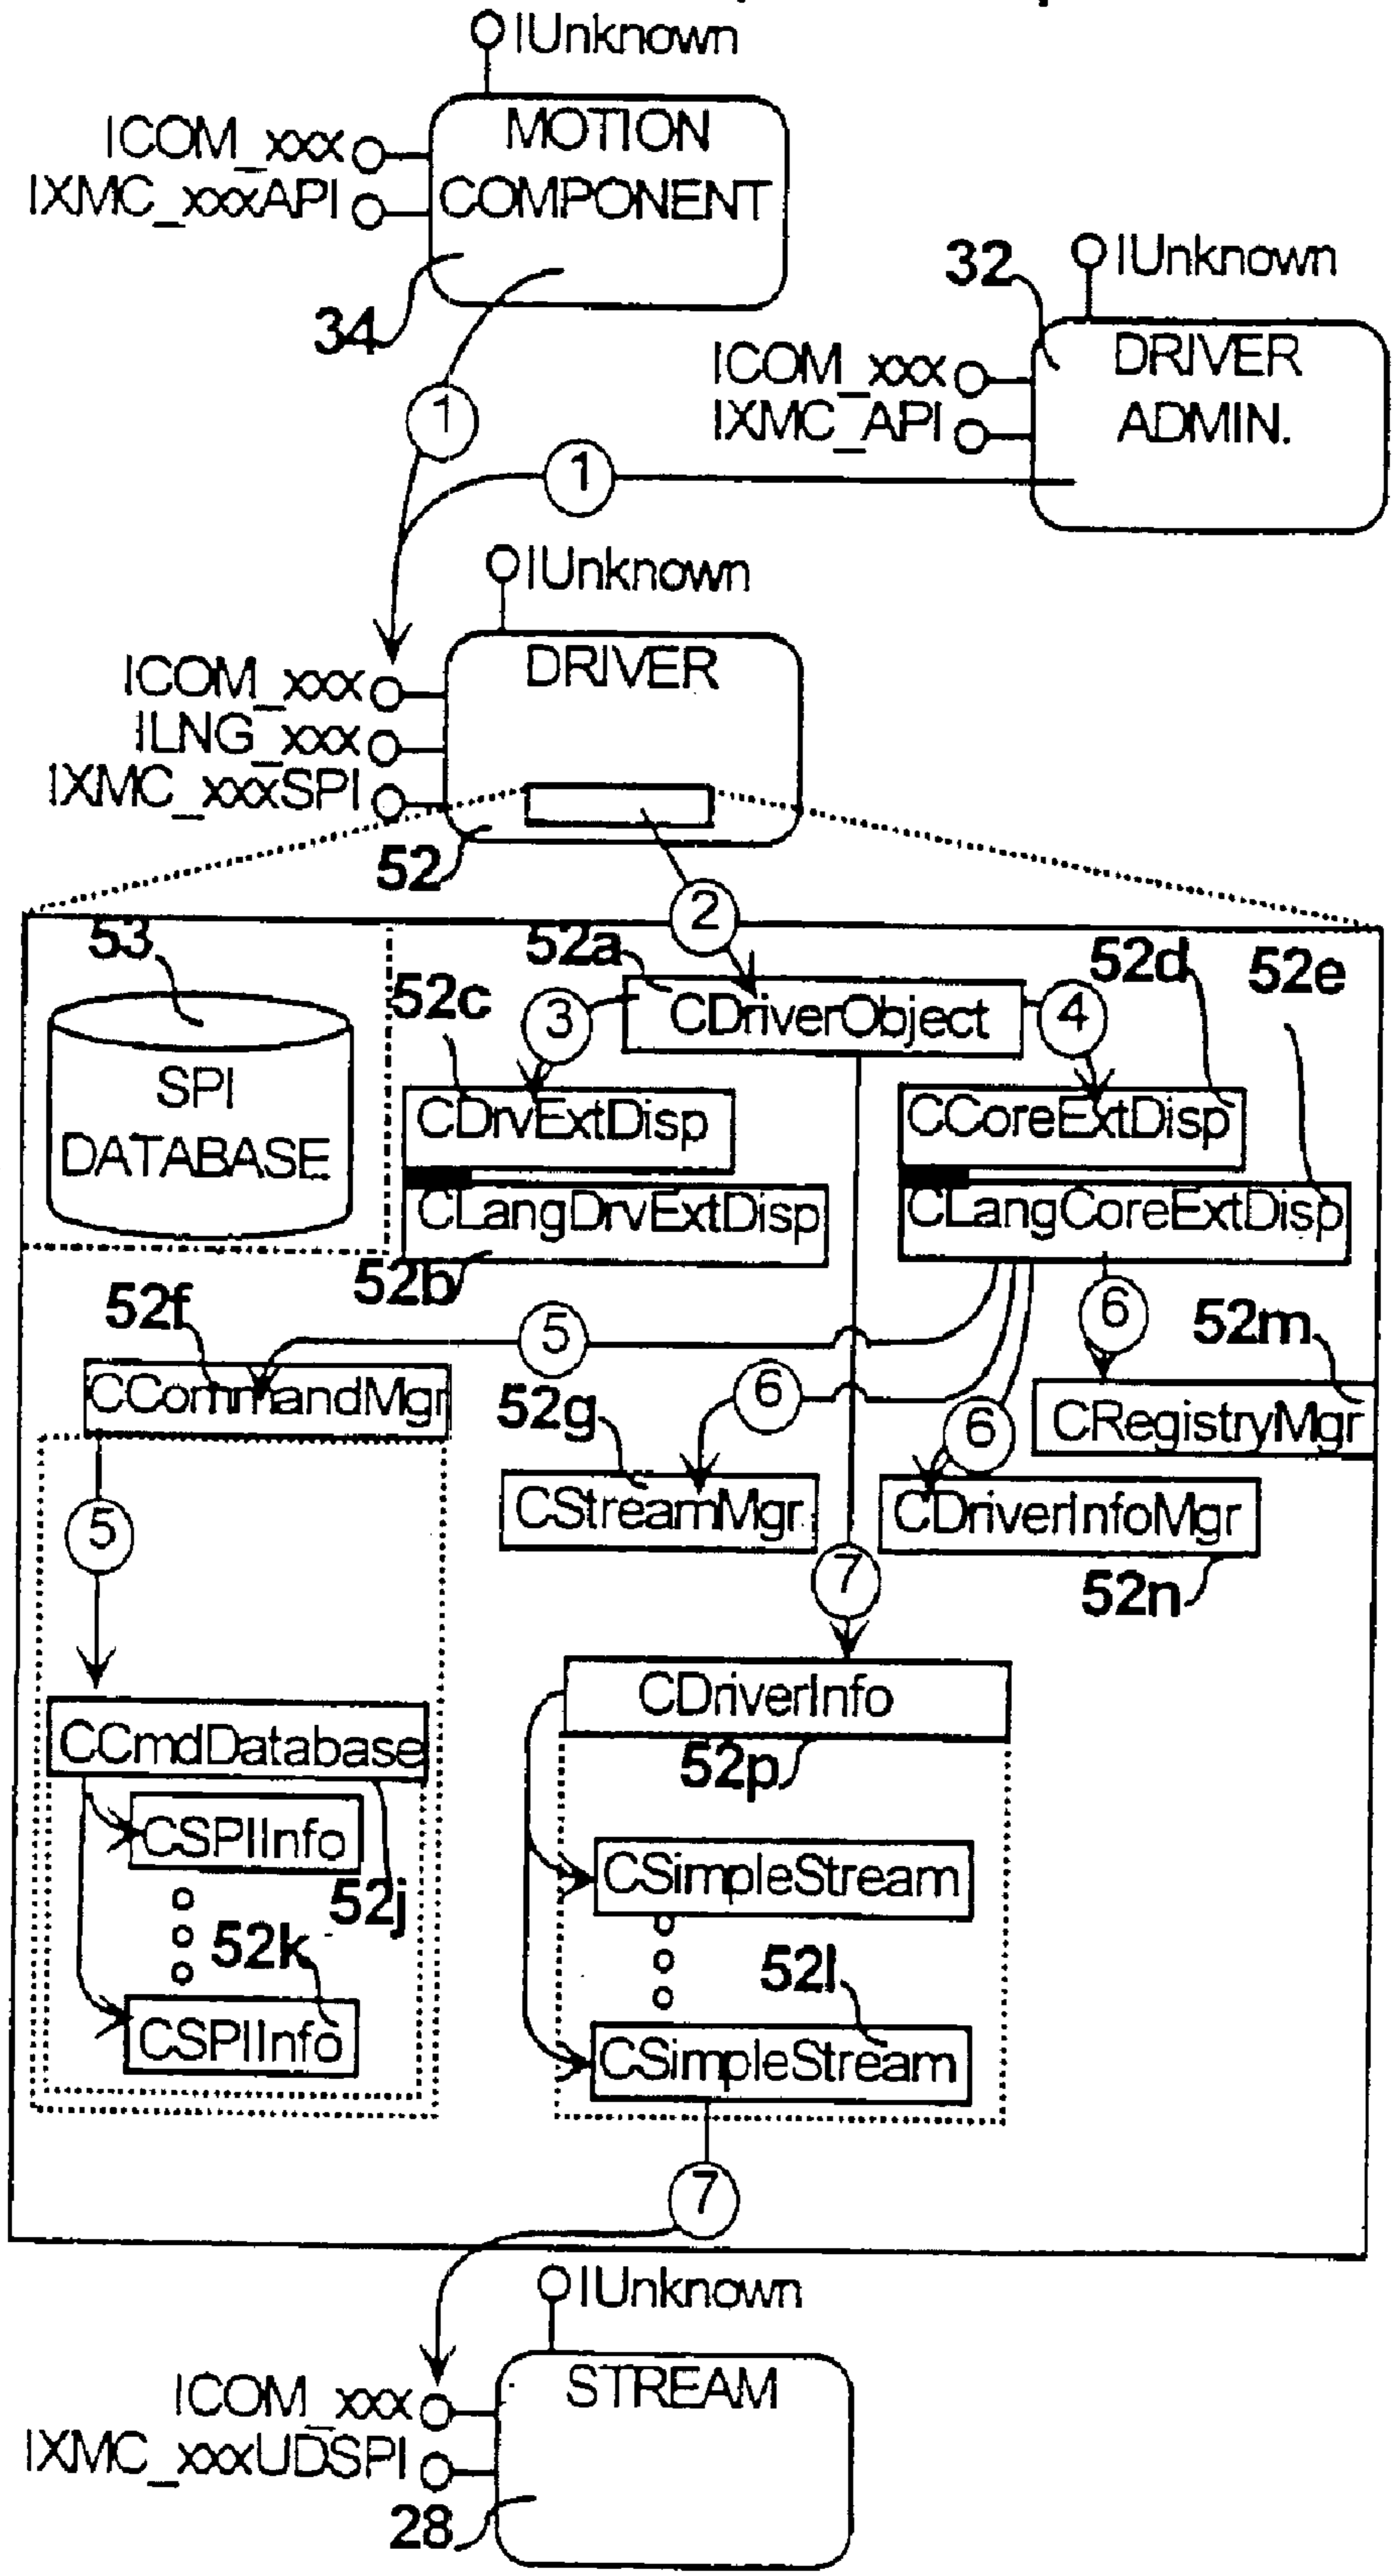 IUnknown
MOTION
COMPONENT
ICOM_xxx
IXMC_xxxAPI
34
32
IUnknown
DRIVER
ADMIN.
ICOM_xxx
IXMC_API
1
1
IUnknown
DRIVER
ICOM_xxx
ILNG_xxx
IXMC_xxxSPI
52
2
53
SPI
DATABASE
52a
52c
52d
52e
3
CDriverObject
4
CDrvExtDisp
CCoreExtDisp
CLangDrvExtDisp
CLangCoreExtDisp
52b
52f
5
6
52m
CCommandMgr
6
52g
6
CRegistryMgr
CStreamMgr
CDriverInfoMgr
5
7
52n
CDriverInfo
CCmdDatabase
52p
CSPIInfo
52j
CSimpleStream
52k
52l
CSPIInfo
CSimpleStream
7
IUnknown
STREAM
ICOM_xxx
IXMC_xxxUDSPI
28